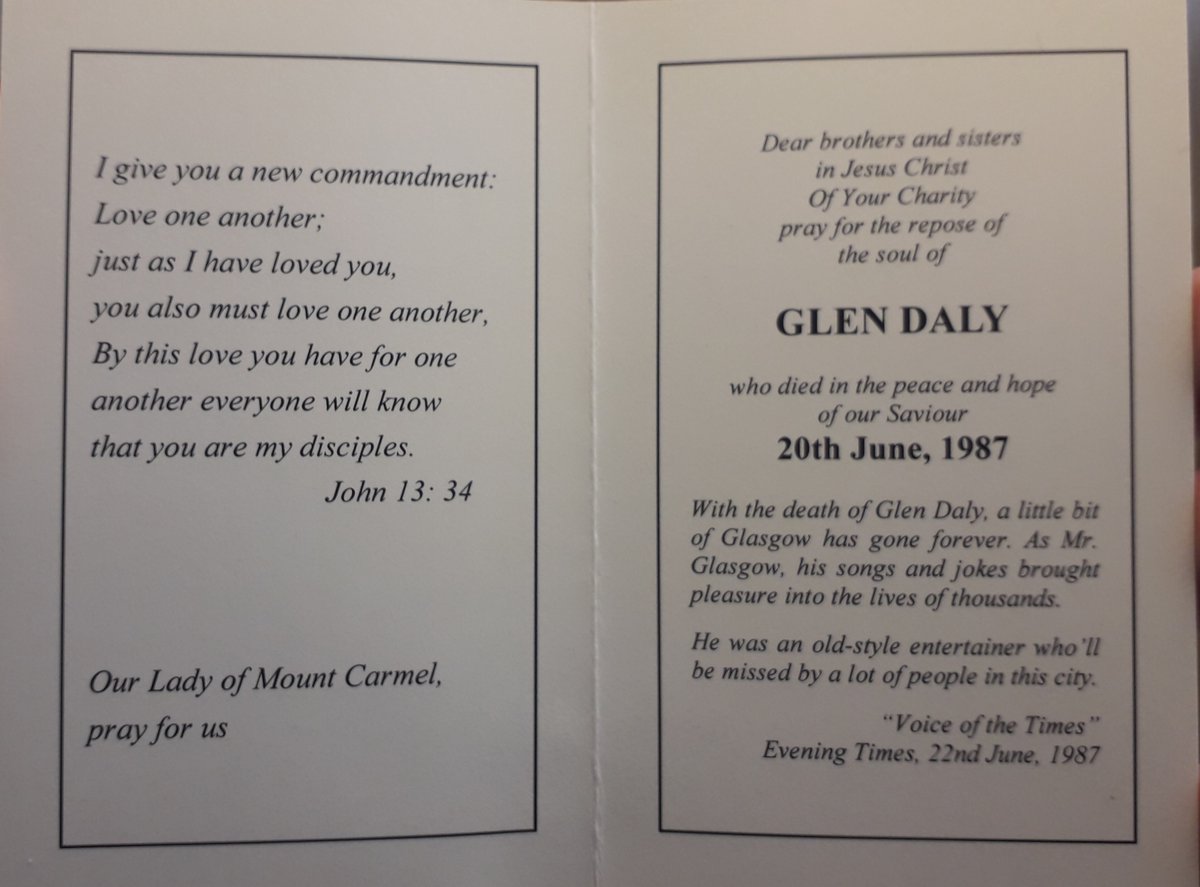 I give you a new commandment:
Love one another;
just as I have loved you,
you also must love one another,
By this love you have for one
another everyone will know
that you are my disciples.
John 13: 34
Our Lady of Mount Carmel,
pray for us
Dear brothers and sisters
in Jesus Christ
Of Your Charity
pray for the repose of
the soul of
GLEN DALY
who died in the peace and hope
of our Saviour
20th June, 1987
With the death of Glen Daly, a little bit
of Glasgow has gone forever. As Mr.
Glasgow, his songs and jokes brought
pleasure into the lives of thousands.
He was an old-style entertainer who'll
be missed by a lot of people in this city.
"Voice of the Times"
Evening Times, 22nd June, 1987